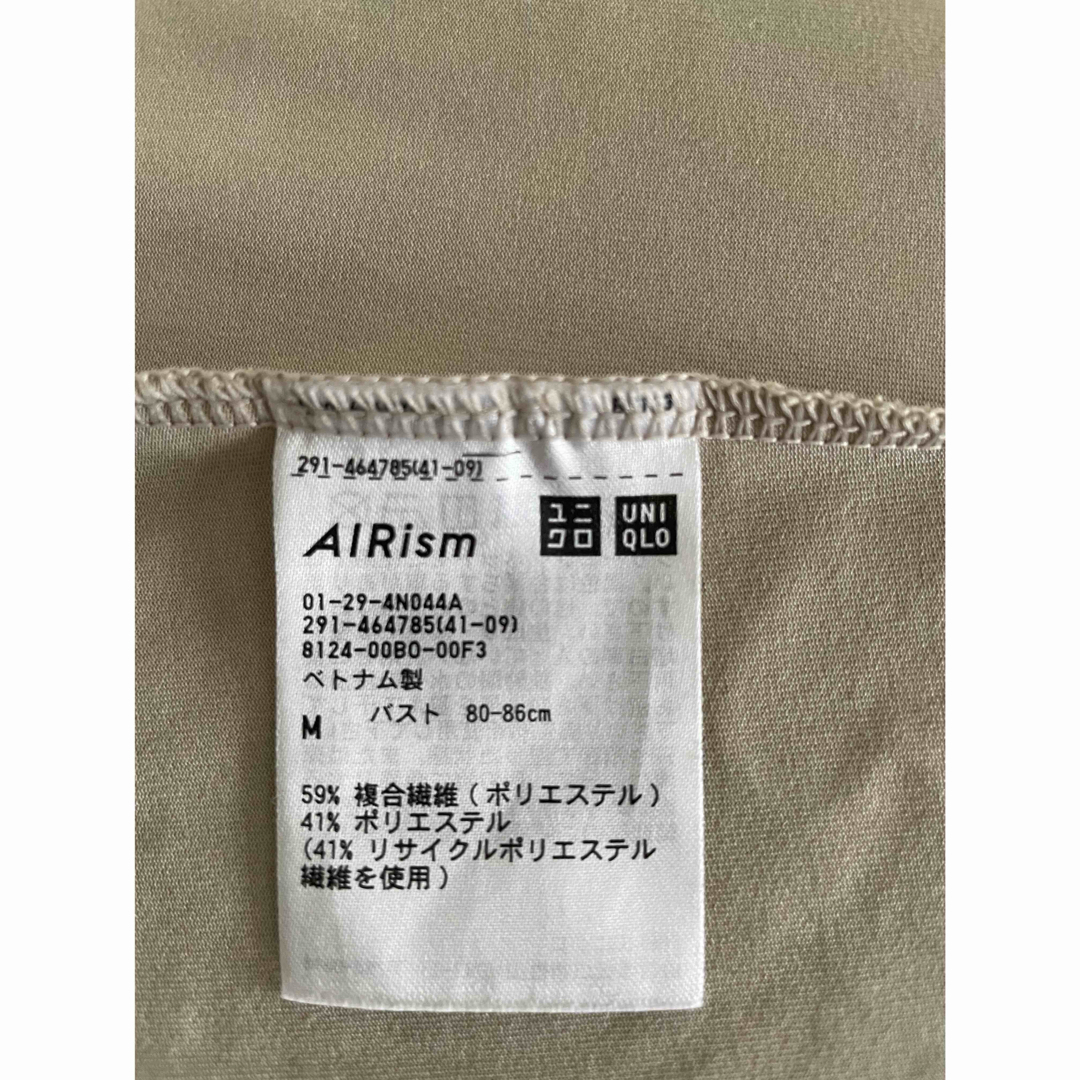 291-464785(41-09)
AIRism
ユニ
クロ
UNI
QLO
01-29-4N044A
291-464785(41-09)
8124-00BO-00F3
ベトナム製
M バスト 80-86cm
59% 複合繊維(ポリエステル)
41% ポリエステル
(41% リサイクルポリエステル
繊維を使用)